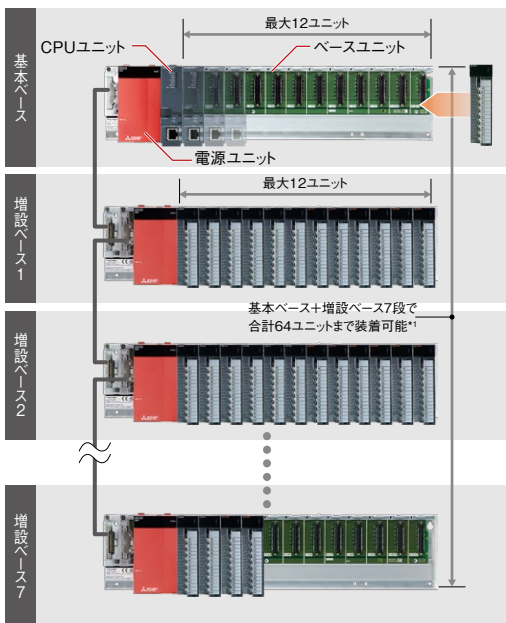 基本ベース
最大12ユニット
CPUユニット
ベースユニット
電源ユニット
増設ベース1
最大12ユニット
基本ベース+増設ベース7段で
合計64ユニットまで装着可能*1
増設ベース2
増設ベース7